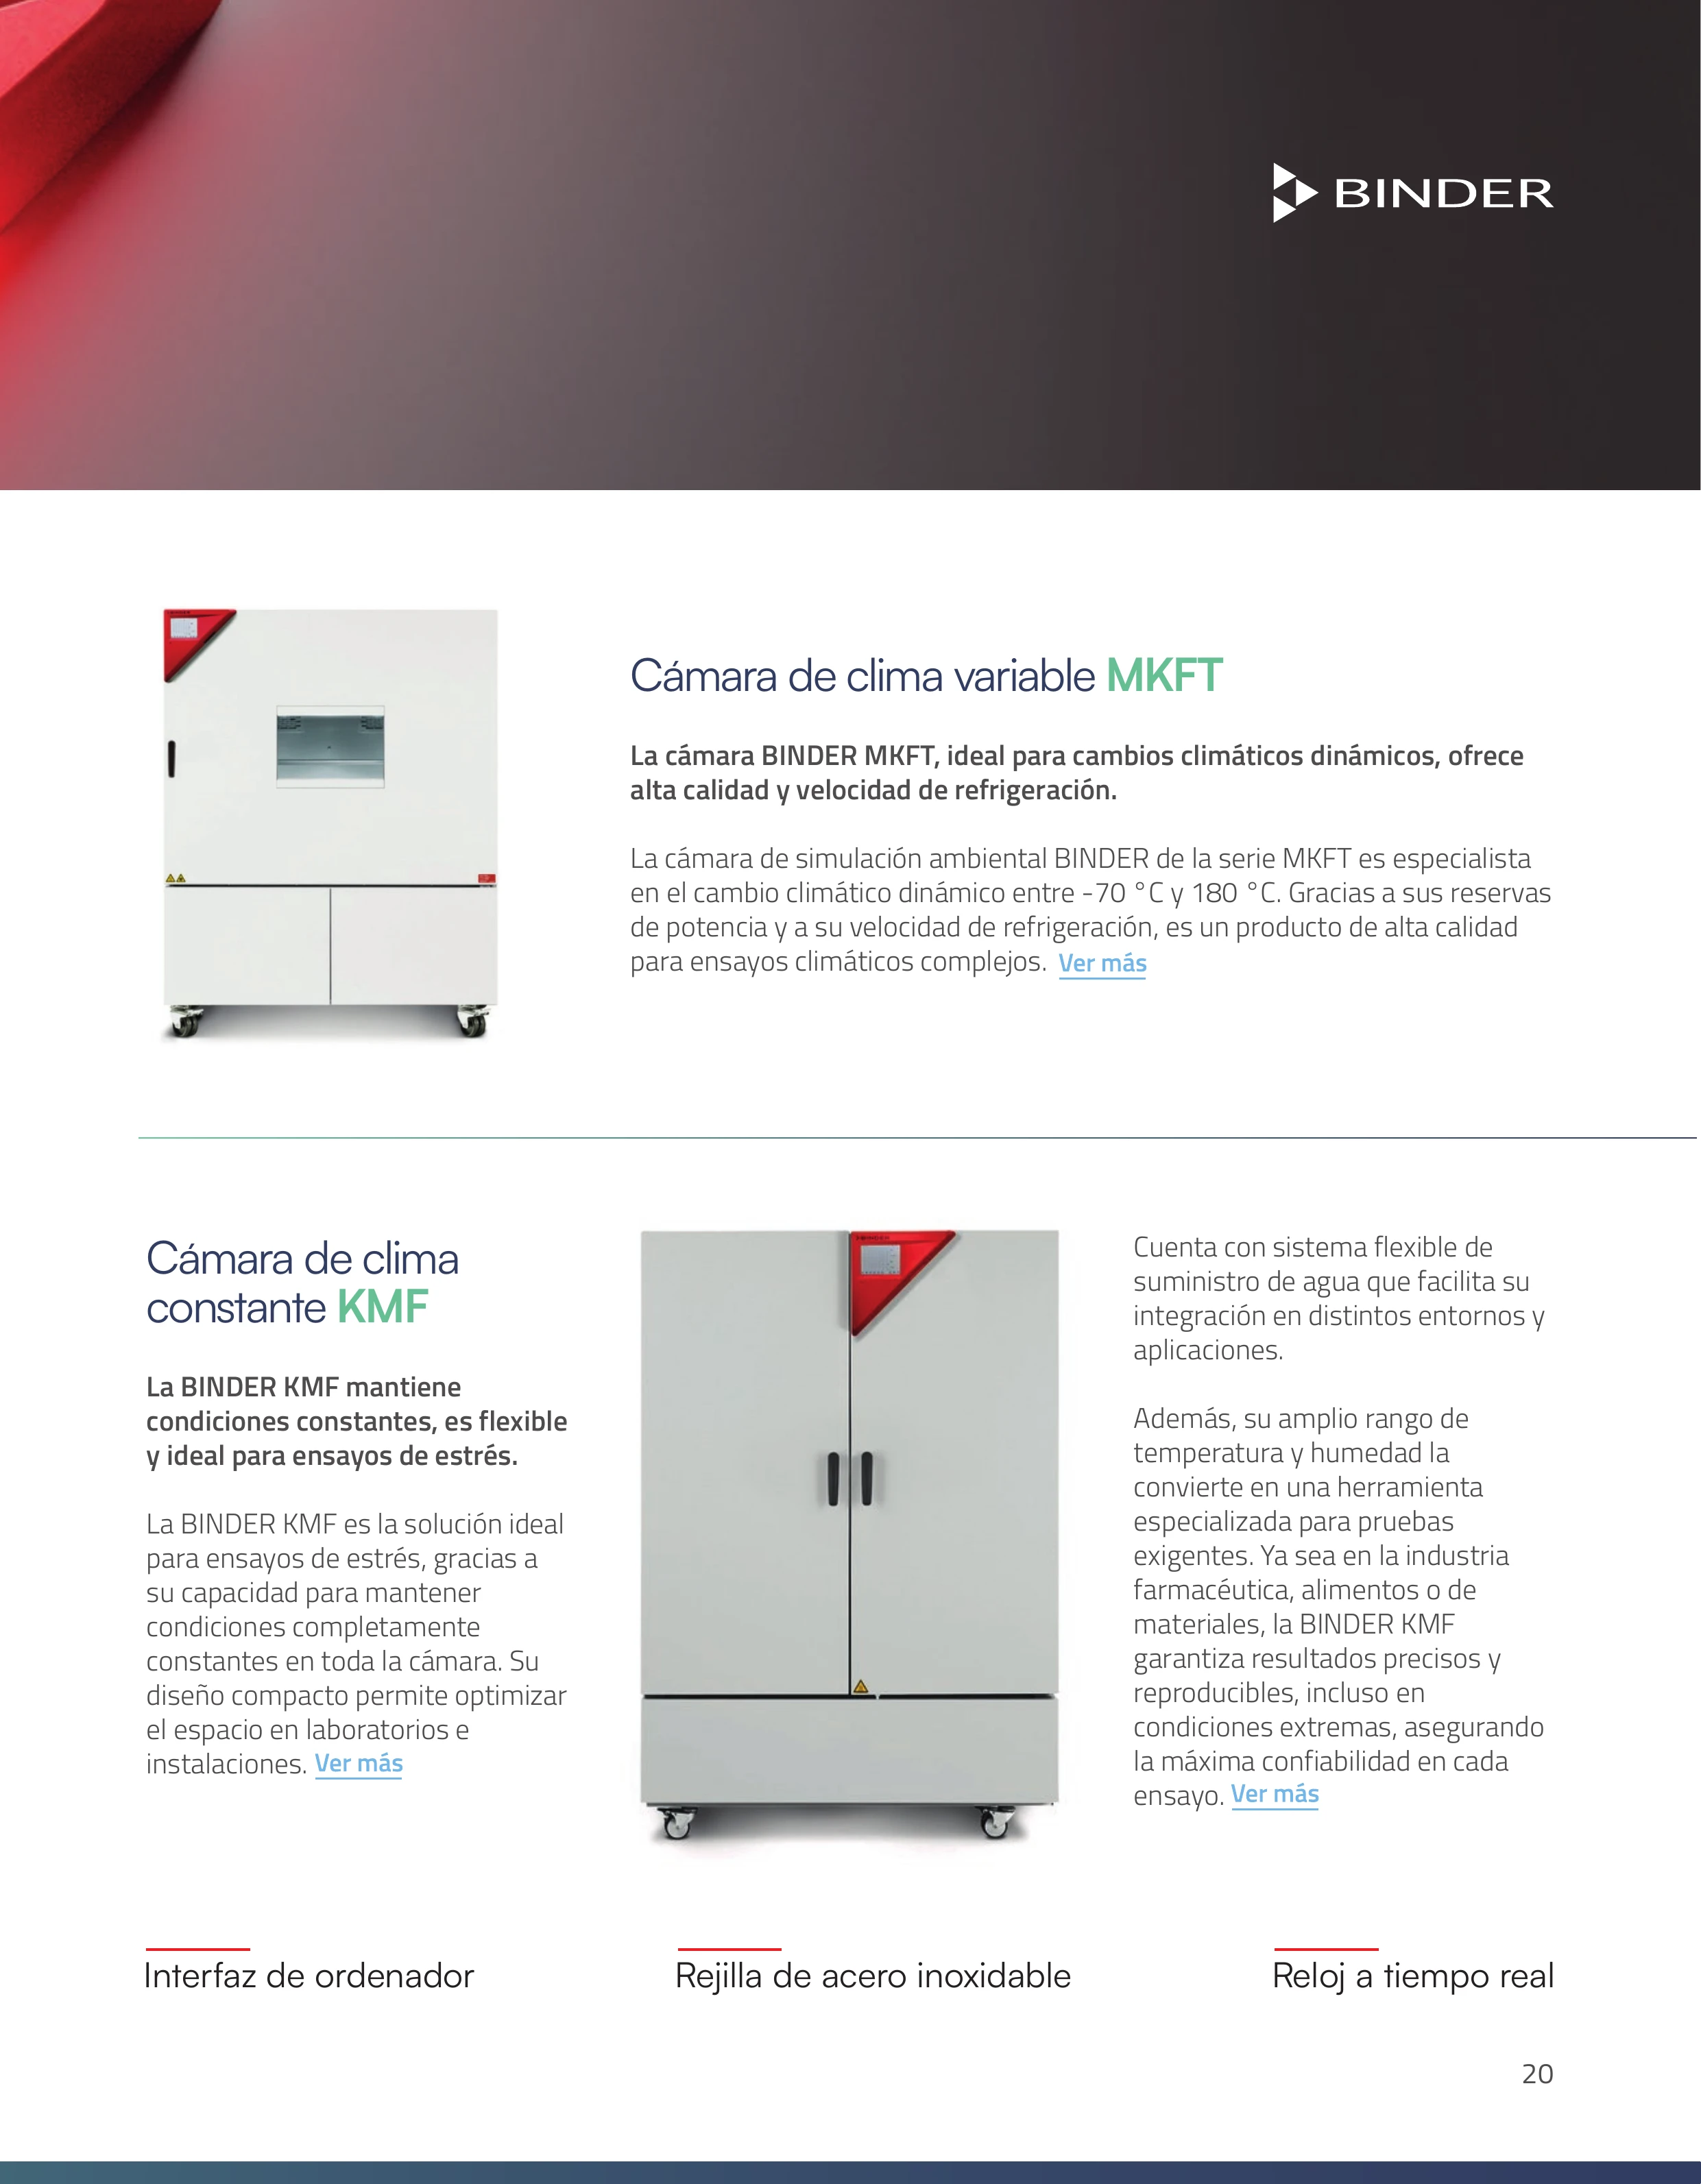 BINDER
Cámara de clima variable MKFT
La cámara BINDER MKFT, ideal para cambios climáticos dinámicos, ofrece
alta calidad y velocidad de refrigeración.
La cámara de simulación ambiental BINDER de la serie MKFT es especialista
en el cambio climático dinámico entre -70 °C y 180 °C. Gracias a sus reservas
de potencia y a su velocidad de refrigeración, es un producto de alta calidad
para ensayos climáticos complejos. Ver más
Cámara de clima
constante KMF
La BINDER KMF mantiene
condiciones constantes, es flexible
y ideal para ensayos de estrés.
La BINDER KMF es la solución ideal
para ensayos de estrés, gracias a
su capacidad para mantener
condiciones completamente
constantes en toda la cámara. Su
diseño compacto permite optimizar
el espacio en laboratorios e
instalaciones. Ver más
Cuenta con sistema flexible de
suministro de agua que facilita su
integración en distintos entornos y
aplicaciones.
Además, su amplio rango de
temperatura y humedad la
convierte en una herramienta
especializada para pruebas
exigentes. Ya sea en la industria
farmacéutica, alimentos o de
materiales, la BINDER KMF
garantiza resultados precisos y
reproducibles, incluso en
condiciones extremas, asegurando
la máxima confiabilidad en cada
ensayo. Ver más
Interfaz de ordenador
Rejilla de acero inoxidable
Reloj a tiempo real
20